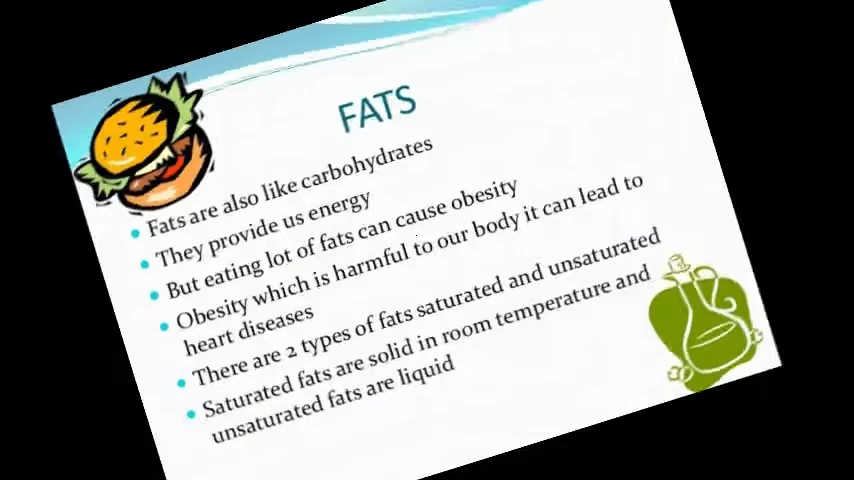 FATS
Fats are also like carbohydrates
They provide us energy
But eating lot of fats can cause obesity
Obesity which is harmful to our body it can lead to
heart diseases
There are 2 types of fats saturated and unsaturated
Saturated fats are solid in room temperature and
unsaturated fats are liquid